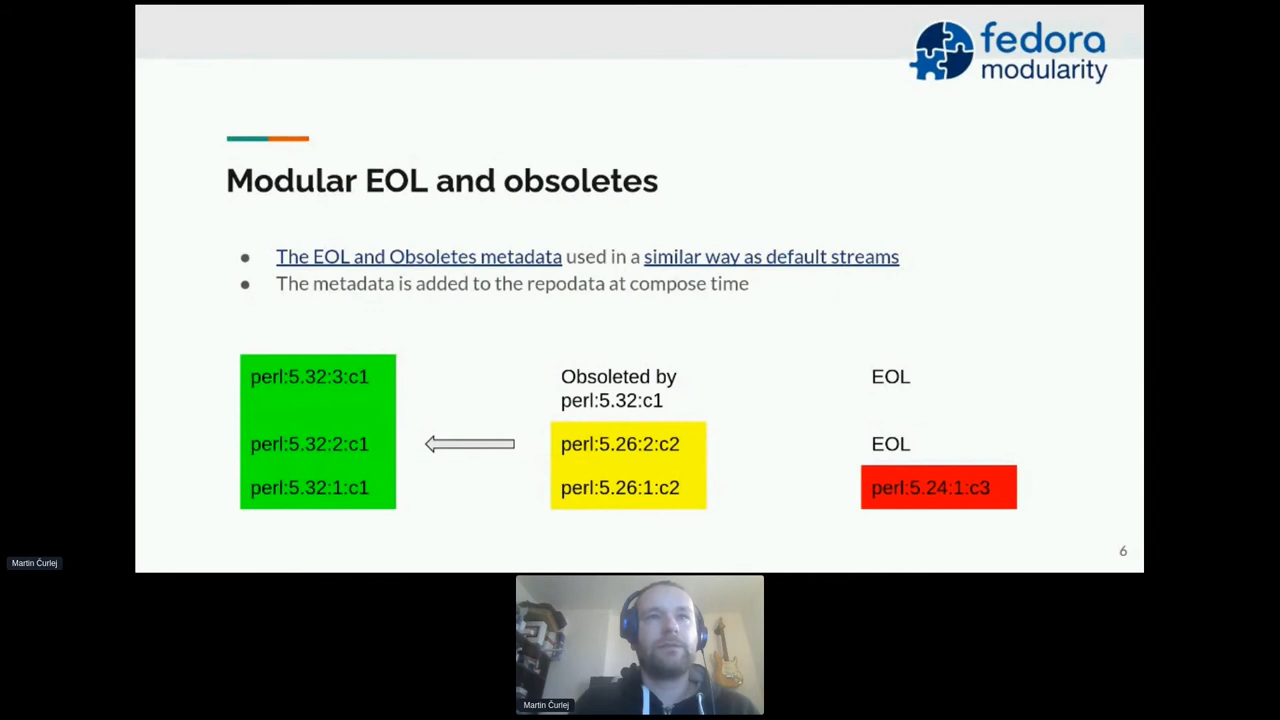 fedora
modularity
Modular EOL and obsoletes
● The EOL and Obsoletes metadata used in a similar way as default streams
● The metadata is added to the repodata at compose time
perl:5.32:3:c1
perl:5.32:2:c1
perl:5.32:1:c1
Obsoleted by
perl:5.32:c1
perl:5.26:2:c2
perl:5.26:1:c2
EOL
EOL
perl:5.24:1:c3
6
Martin Čurlej
Martin Čurlej